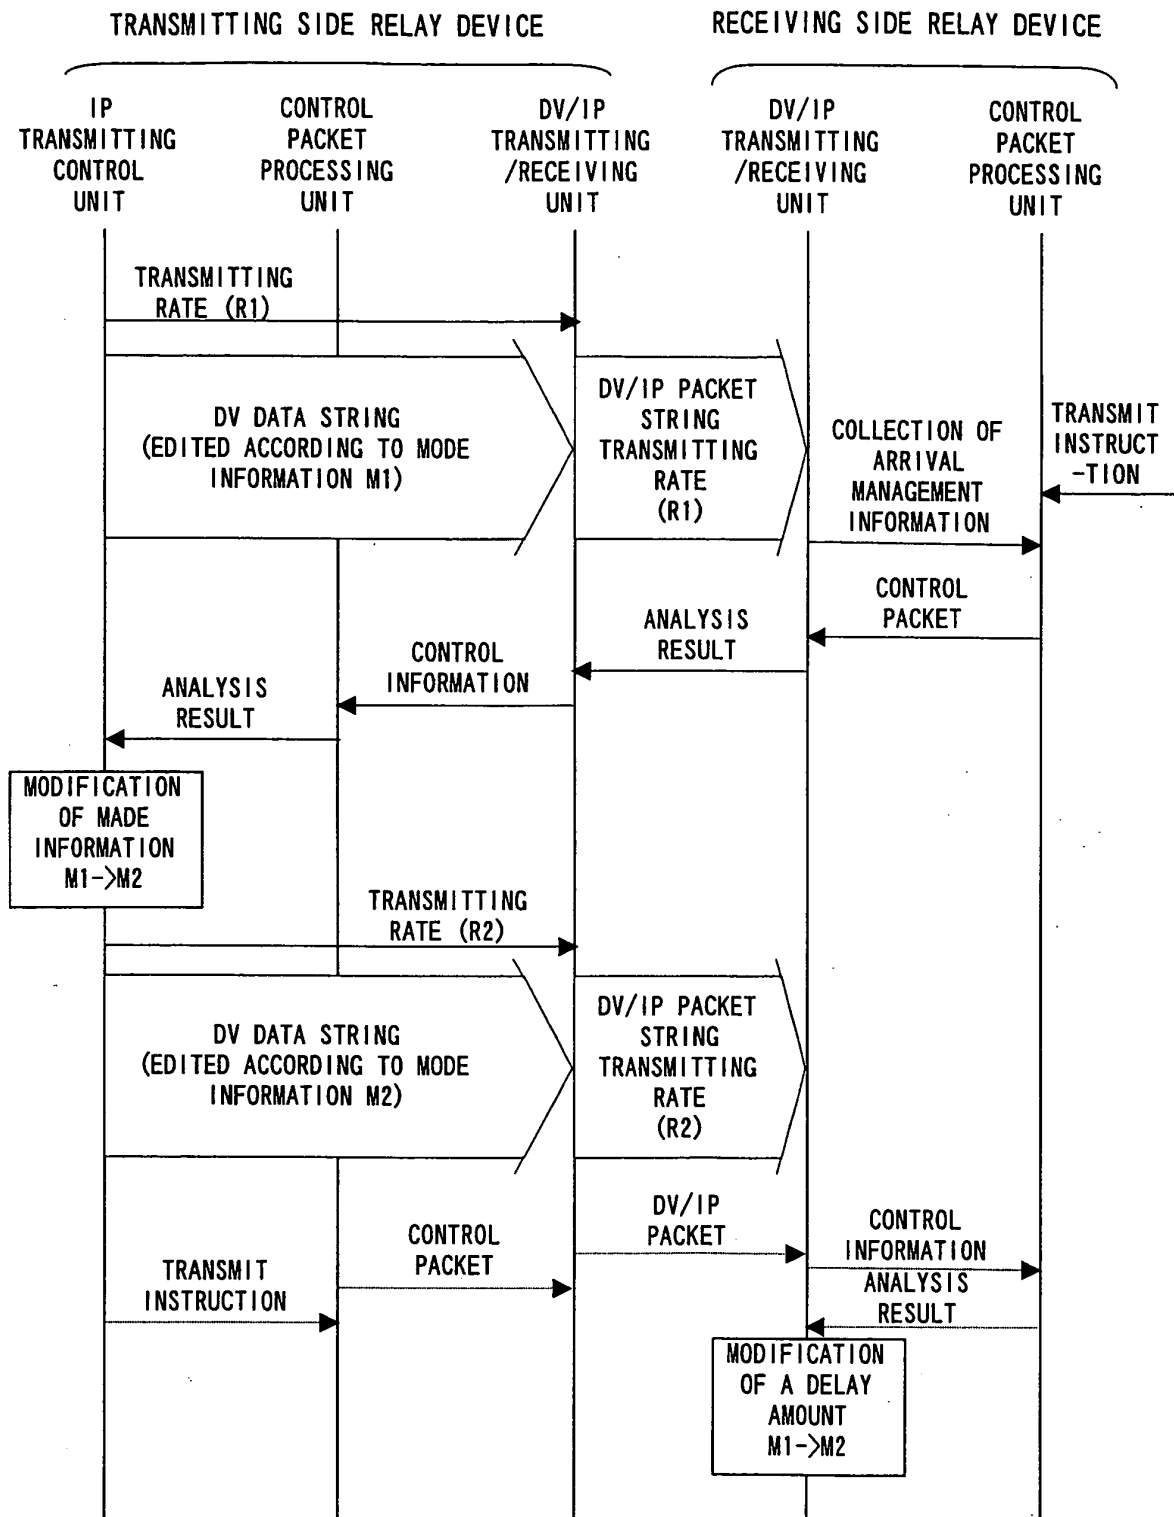 TRANSMITTING SIDE RELAY DEVICE
RECEIVING SIDE RELAY DEVICE
IP
TRANSMITTING
CONTROL
UNIT
CONTROL
PACKET
PROCESSING
UNIT
DV/IP
TRANSMITTING
/RECEIVING
UNIT
DV/IP
TRANSMITTING
/RECEIVING
UNIT
CONTROL
PACKET
PROCESSING
UNIT
TRANSMITTING
RATE (R1)
DV DATA STRING
(EDITED ACCORDING TO MODE
INFORMATION M1)
DV/IP PACKET
STRING
TRANSMITTING
RATE
(R1)
COLLECTION OF
ARRIVAL
MANAGEMENT
INFORMATION
TRANSMIT
INSTRUCT
-TION
CONTROL
PACKET
ANALYSIS
RESULT
CONTROL
INFORMATION
ANALYSIS
RESULT
MODIFICATION
OF MADE
INFORMATION
M1->M2
TRANSMITTING
RATE (R2)
DV DATA STRING
(EDITED ACCORDING TO MODE
INFORMATION M2)
DV/IP PACKET
STRING
TRANSMITTING
RATE
(R2)
DV/IP
PACKET
CONTROL
INFORMATION
CONTROL
PACKET
TRANSMIT
INSTRUCTION
ANALYSIS
RESULT
MODIFICATION
OF A DELAY
AMOUNT
M1->M2